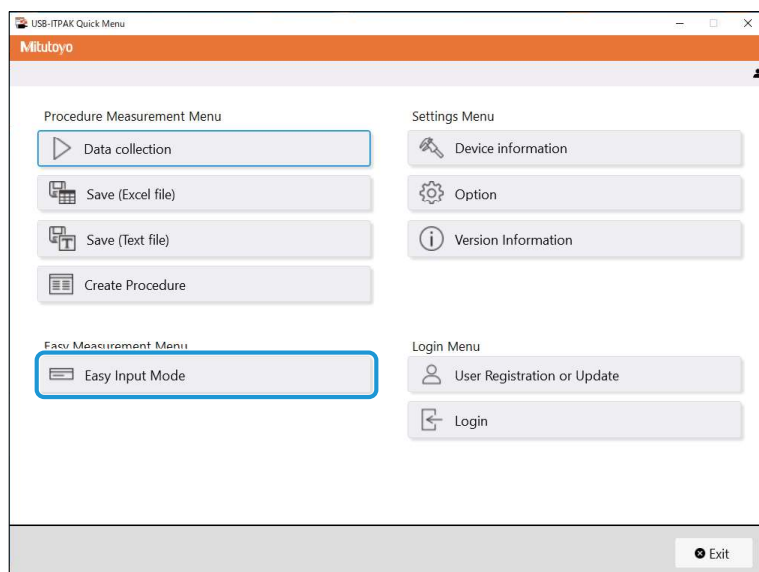 USB-ITPAK Quick Menu
Mitutoyo
Procedure Measurement Menu
Data collection
Save (Excel file)
Save (Text file)
Create Procedure
Easy Measurement Menu
Easy Input Mode
Settings Menu
Device information
Option
Version Information
Login Menu
User Registration or Update
Login
Exit